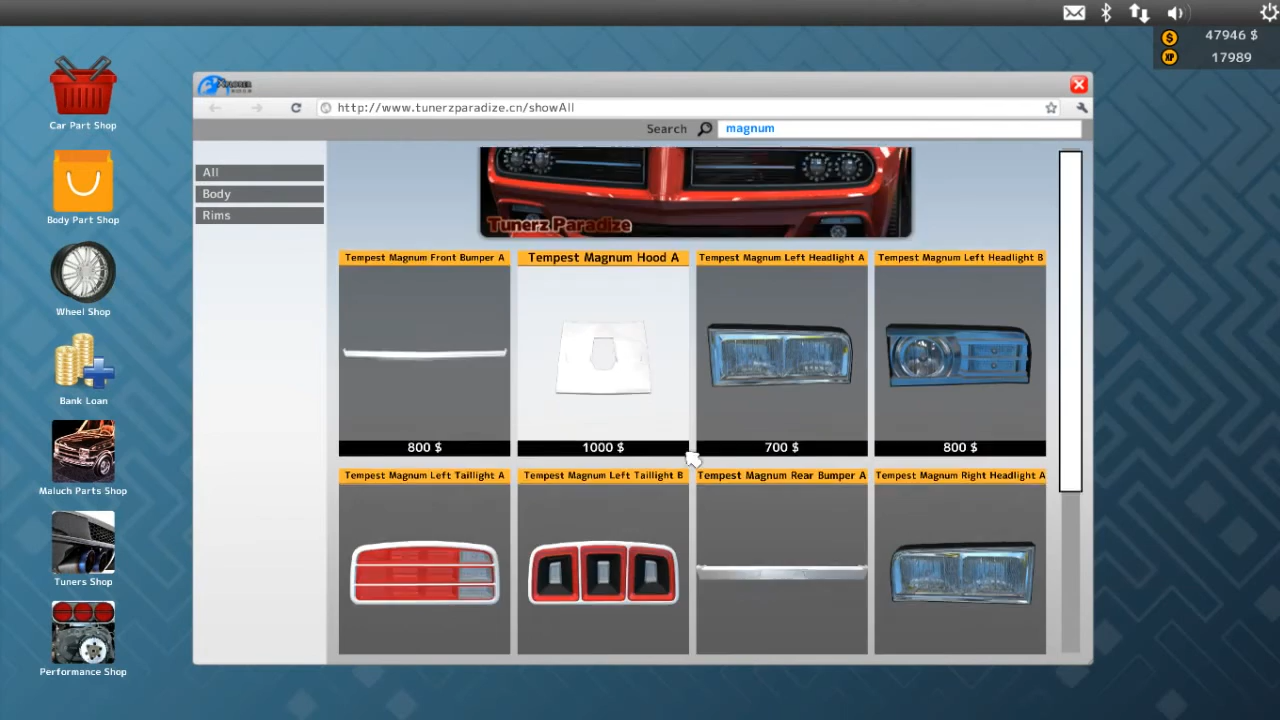 47946 $
17989
http://www.tunerzparadize.cn/showAll
Search
magnum
Car Part Shop
Body Part Shop
Wheel Shop
Bank Loan
Maluch Parts Shop
Tuners Shop
Performance Shop
All
Body
Rims
Tunerz Paradize
Tempest Magnum Front Bumper A
Tempest Magnum Hood A
Tempest Magnum Left Headlight A
Tempest Magnum Left Headlight B
800 $
1000 $
700 $
800 $
Tempest Magnum Left Taillight A
Tempest Magnum Left Taillight B
Tempest Magnum Rear Bumper A
Tempest Magnum Right Headlight A